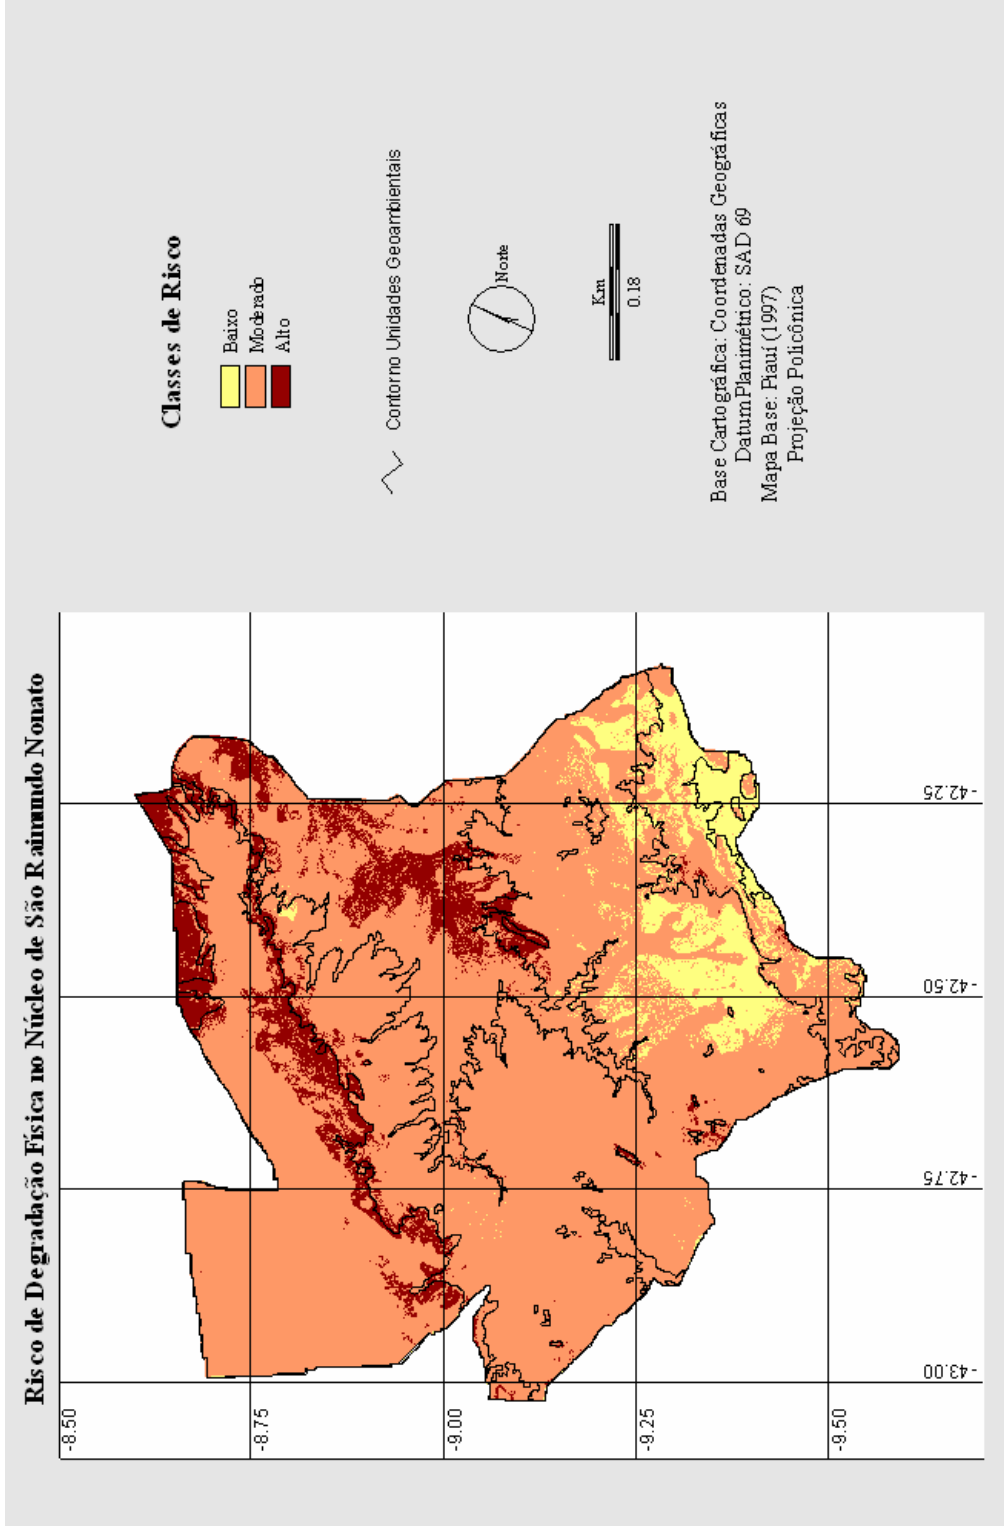 Risco de Degradação Física no Núcleo de São Raimundo Nonato
-8.50
-8.75
-9.00
-9.25
-9.50
-43.00
-42.75
-42.50
-42.25
Classes de Risco
Baixo
Moderado
Alto
Contorno Unidades Geoambientais
Norte
Km
0.18
Base Cartográfica: Coordenadas Geográficas
Datum Planimétrico: SAD 69
Mapa Base: Piauí (1997)
Projeção Policônica